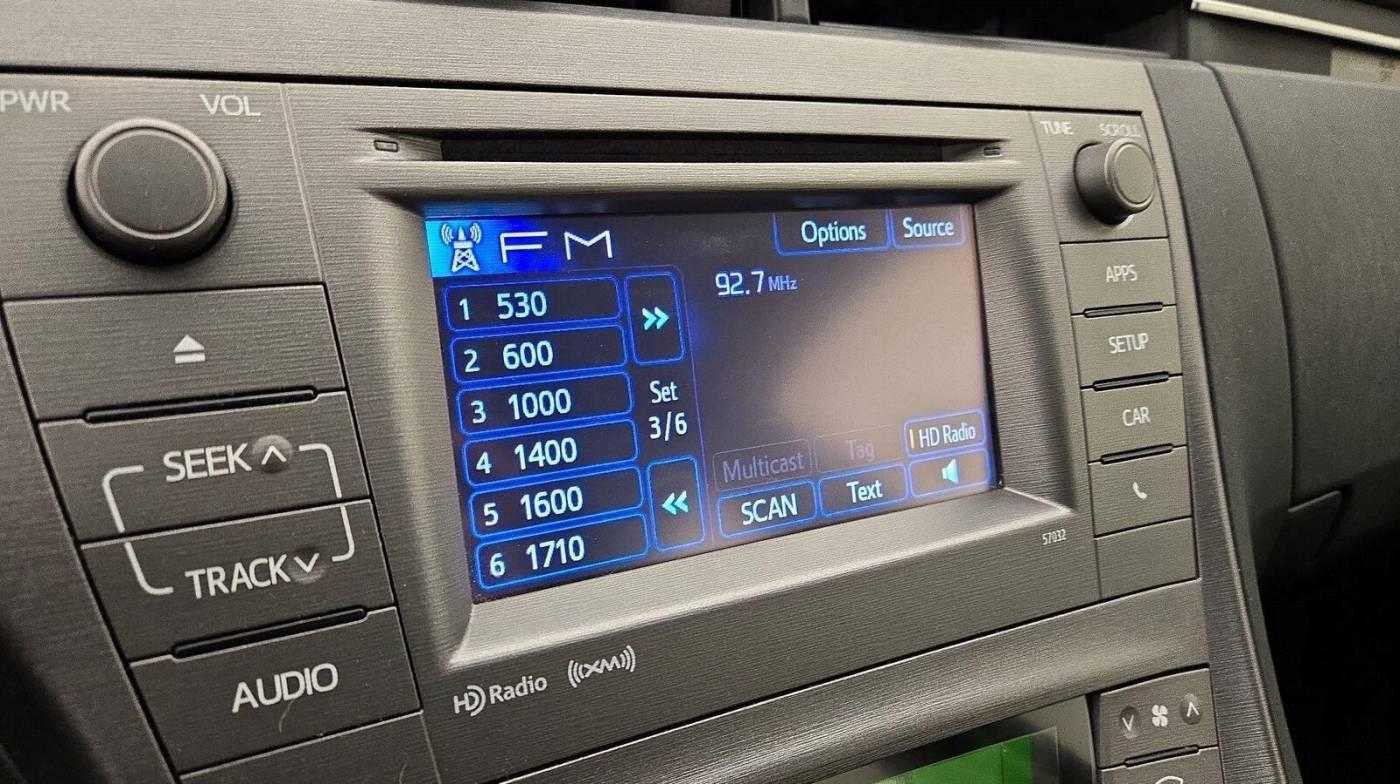 PWR VOL
TUNE SCROLL
FM
Options Source
92.7 MHz
1 530
2 600
3 1000
4 1400
5 1600
6 1710
Set
3/6
Multicast Tag HD Radio
SCAN Text
SEEK
TRACK
AUDIO
APPS
SETUP
CAR
57032
HD Radio ((XM))